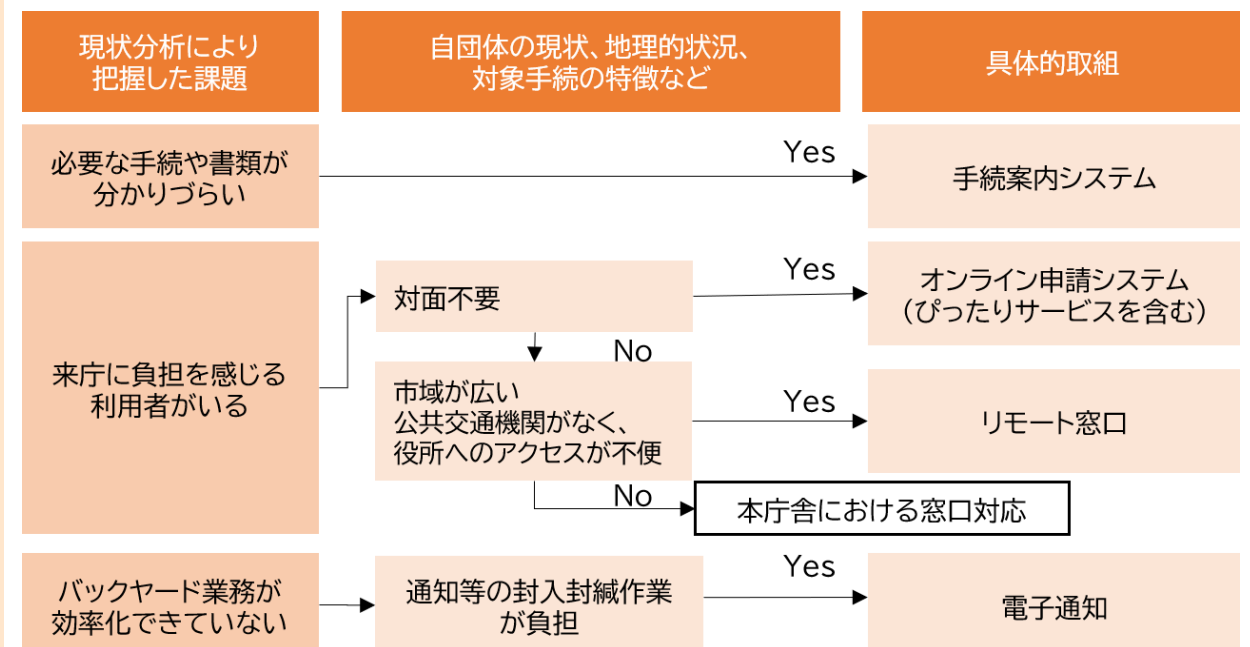 現状分析により
把握した課題
自団体の現状、地理的状況、
対象手続の特徴など
具体的取組
必要な手続や書類が
分かりづらい
Yes
手続案内システム
来庁に負担を感じる
利用者がいる
対面不要
Yes
オンライン申請システム
（ぴったりサービスを含む）
No
市域が広い
公共交通機関がなく、
役所へのアクセスが不便
Yes
リモート窓口
No
本庁舎における窓口対応
バックヤード業務が
効率化できていない
通知等の封入封緘作業
が負担
Yes
電子通知